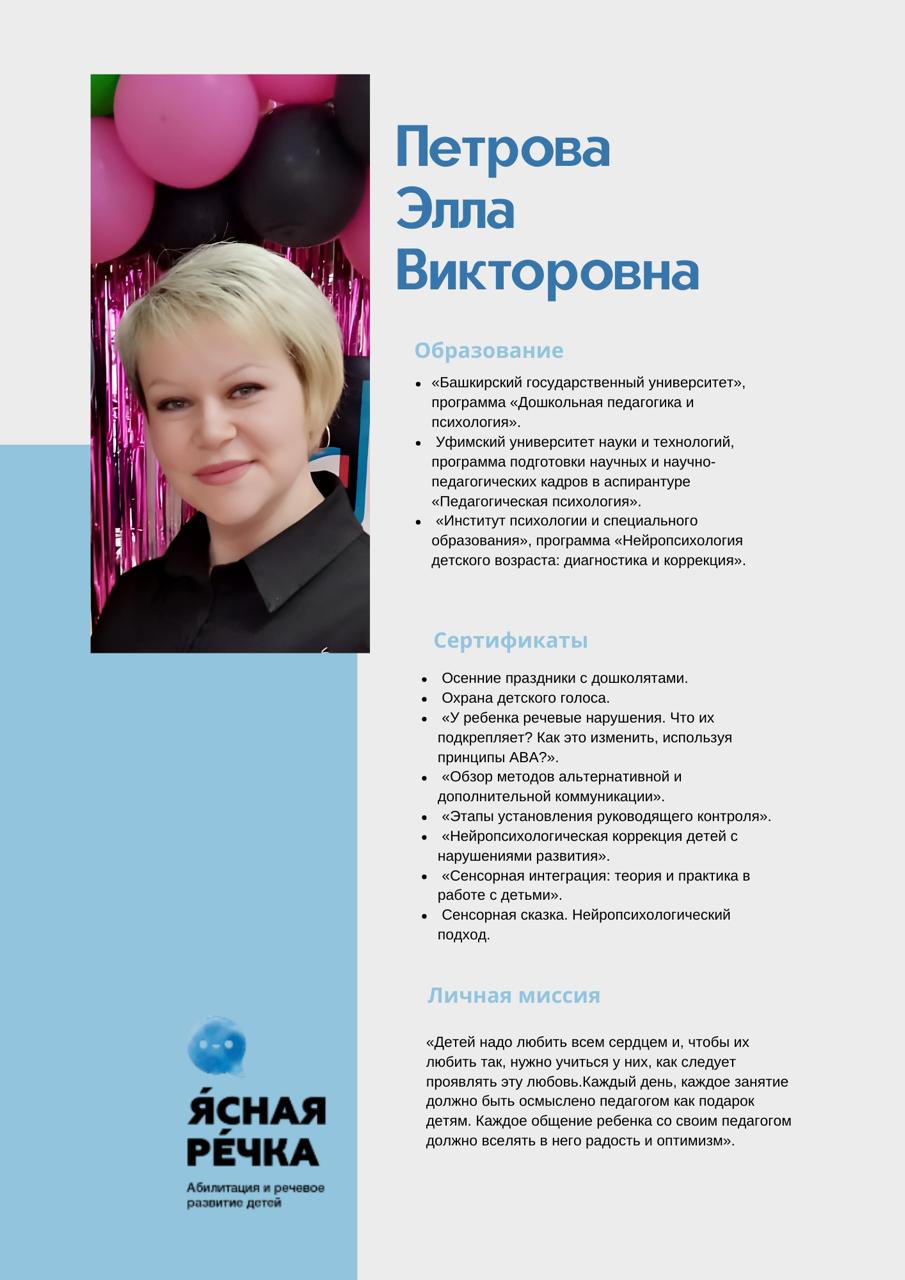 Петрова
Элла
Викторовна
Образование
• «Башкирский государственный университет»,
программа «Дошкольная педагогика и
психология».
• Уфимский университет науки и технологий,
программа подготовки научных и научно-
педагогических кадров в аспирантуре
«Педагогическая психология».
• «Институт психологии и специального
образования», программа «Нейропсихология
детского возраста: диагностика и коррекция».
Сертификаты
• Осенние праздники с дошколятами.
• Охрана детского голоса.
• «У ребенка речевые нарушения. Что их
подкрепляет? Как это изменить, используя
принципы АВА?».
• «Обзор методов альтернативной и
дополнительной коммуникации».
• «Этапы установления руководящего контроля».
• «Нейропсихологическая коррекция детей с
нарушениями развития».
• «Сенсорная интеграция: теория и практика в
работе с детьми».
• Сенсорная сказка. Нейропсихологический
подход.
Личная миссия
«Детей надо любить всем сердцем и, чтобы их
любить так, нужно учиться у них, как следует
проявлять эту любовь.Каждый день, каждое занятие
должно быть осмыслено педагогом как подарок
детям. Каждое общение ребенка со своим педагогом
должно вселять в него радость и оптимизм».
Я́СНАЯ
РЕ́ЧКА
Абилитация и речевое
развитие детей